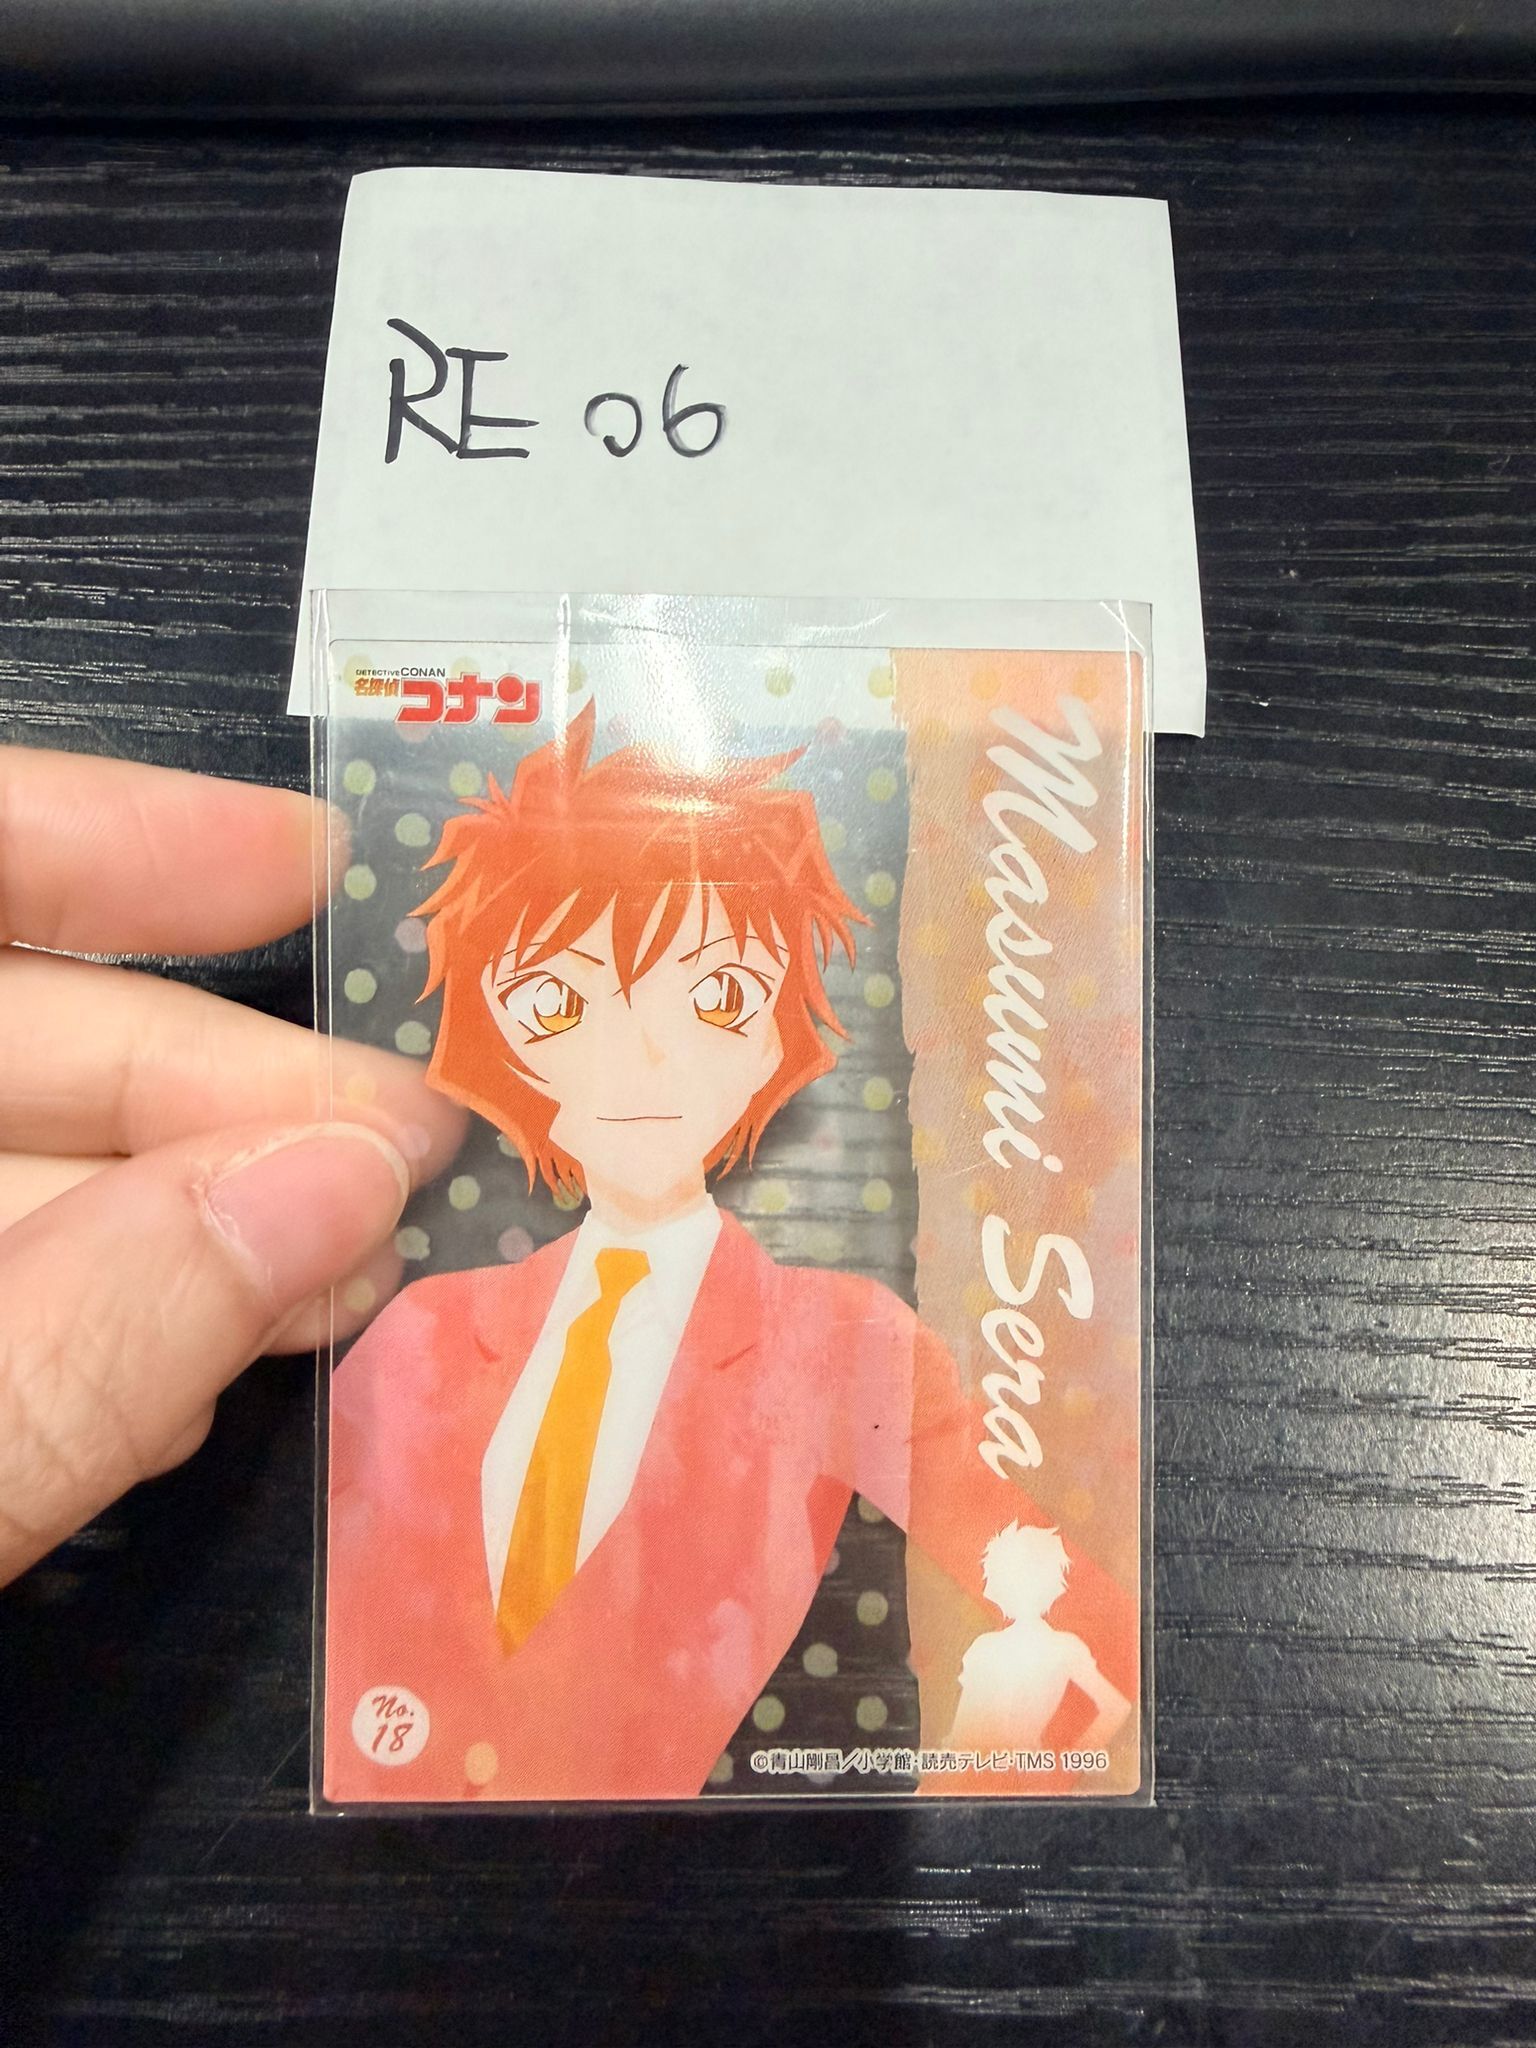 RE 06
DETECTIVE CONAN
名探偵コナン
Masumi Sera
No.
18
©青山剛昌／小学館・読売テレビ・TMS 1996